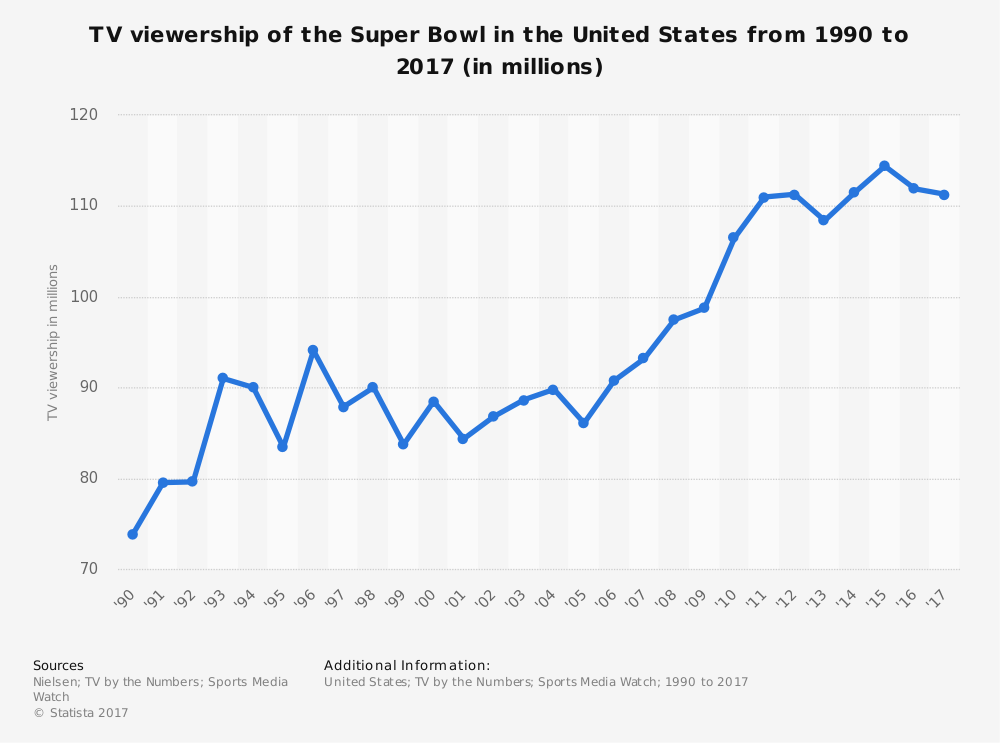 TV viewership of the Super Bowl in the United States from 1990 to
2017 (in millions)
120
110
100
90
80
70
TV viewership in millions
'90 '91 '92 '93 '94 '95 '96 '97 '98 '99 '00 '01 '02 '03 '04 '05 '06 '07 '08 '09 '10 '11 '12 '13 '14 '15 '16 '17
Sources
Nielsen; TV by the Numbers; Sports Media
Watch
© Statista 2017
Additional Information:
United States; TV by the Numbers; Sports Media Watch; 1990 to 2017